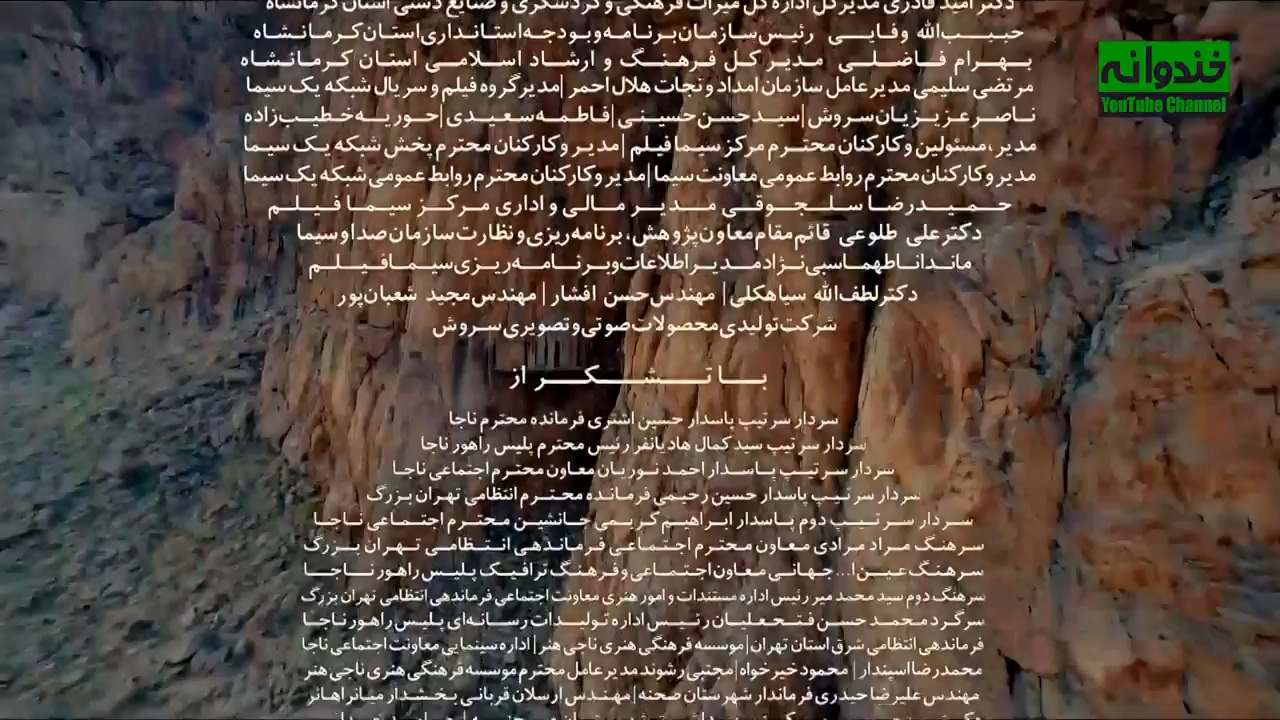 دکتر امید قادری مدیر کل اداره کل میراث فرهنگی و گردشگری و صنایع دستی استان کرمانشاه
حبیب‌الله وفایی رئیس سازمان برنامه و بودجه استانداری استان کرمانشاه
بهرام فاضلی مدیر کل فرهنگ و ارشاد اسلامی استان کرمانشاه
مرتضی سلیمی مدیر عامل سازمان امداد و نجات هلال احمر | مدیر گروه فیلم و سریال شبکه یک سیما
ناصر عزیزیان سروش | سید حسن حسینی | فاطمه سعیدی | حوریه خطیب‌زاده
مدیر، مسئولین و کارکنان محترم مرکز سیما فیلم | مدیر و کارکنان محترم پخش شبکه یک سیما
مدیر و کارکنان محترم روابط عمومی معاونت سیما | مدیر و کارکنان محترم روابط عمومی شبکه یک سیما
حمیدرضا سلجوقی مدیر مالی و اداری مرکز سیما فیلم
دکتر علی طلوعی قائم مقام معاون پژوهش، برنامه‌ریزی و نظارت سازمان صدا و سیما
ماندانا طهماسبی نژاد مدیر اطلاعات و برنامه‌ریزی سیما فیلم
دکتر لطف‌الله سیاهکلی | مهندس حسن افشار | مهندس مجید شعبان‌پور
شرکت تولیدی محصولات صوتی و تصویری سروش
با تشکر از
سردار سرتیپ پاسدار حسین اشتری فرمانده محترم ناجا
سردار سرتیپ سید کمال هادیانفر رئیس محترم پلیس راهور ناجا
سردار سرتیپ پاسدار احمد نوریان معاون محترم اجتماعی ناجا
سردار سرتیپ پاسدار حسین رحیمی فرمانده محترم انتظامی تهران بزرگ
سردار سرتیپ دوم پاسدار ابراهیم کریمی جانشین محترم اجتماعی ناجا
سرهنگ مراد مرادی معاون محترم اجتماعی فرماندهی انتظامی تهران بزرگ
سرهنگ عین‌ا... جهانی معاون اجتماعی و فرهنگ ترافیک پلیس راهور ناجا
سرهنگ دوم سید محمد میر رئیس اداره مستندات و امور هنری معاونت اجتماعی فرماندهی انتظامی تهران بزرگ
سرگرد محمد حسن فتحعلیان رئیس اداره تولیدات رسانه‌ای پلیس راهور ناجا
فرماندهی انتظامی شرق استان تهران | موسسه فرهنگی هنری ناجی هنر | اداره سینمایی معاونت اجتماعی ناجا
محمدرضا اسپندار | محمود خیرخواه | مجتبی رشوند مدیر عامل محترم موسسه فرهنگی هنری ناجی هنر
مهندس علیرضا حیدری فرماندار شهرستان صحنه | مهندس ارسلان قربانی بخشدار میانراهانر
خندوانه
YouTube Channel